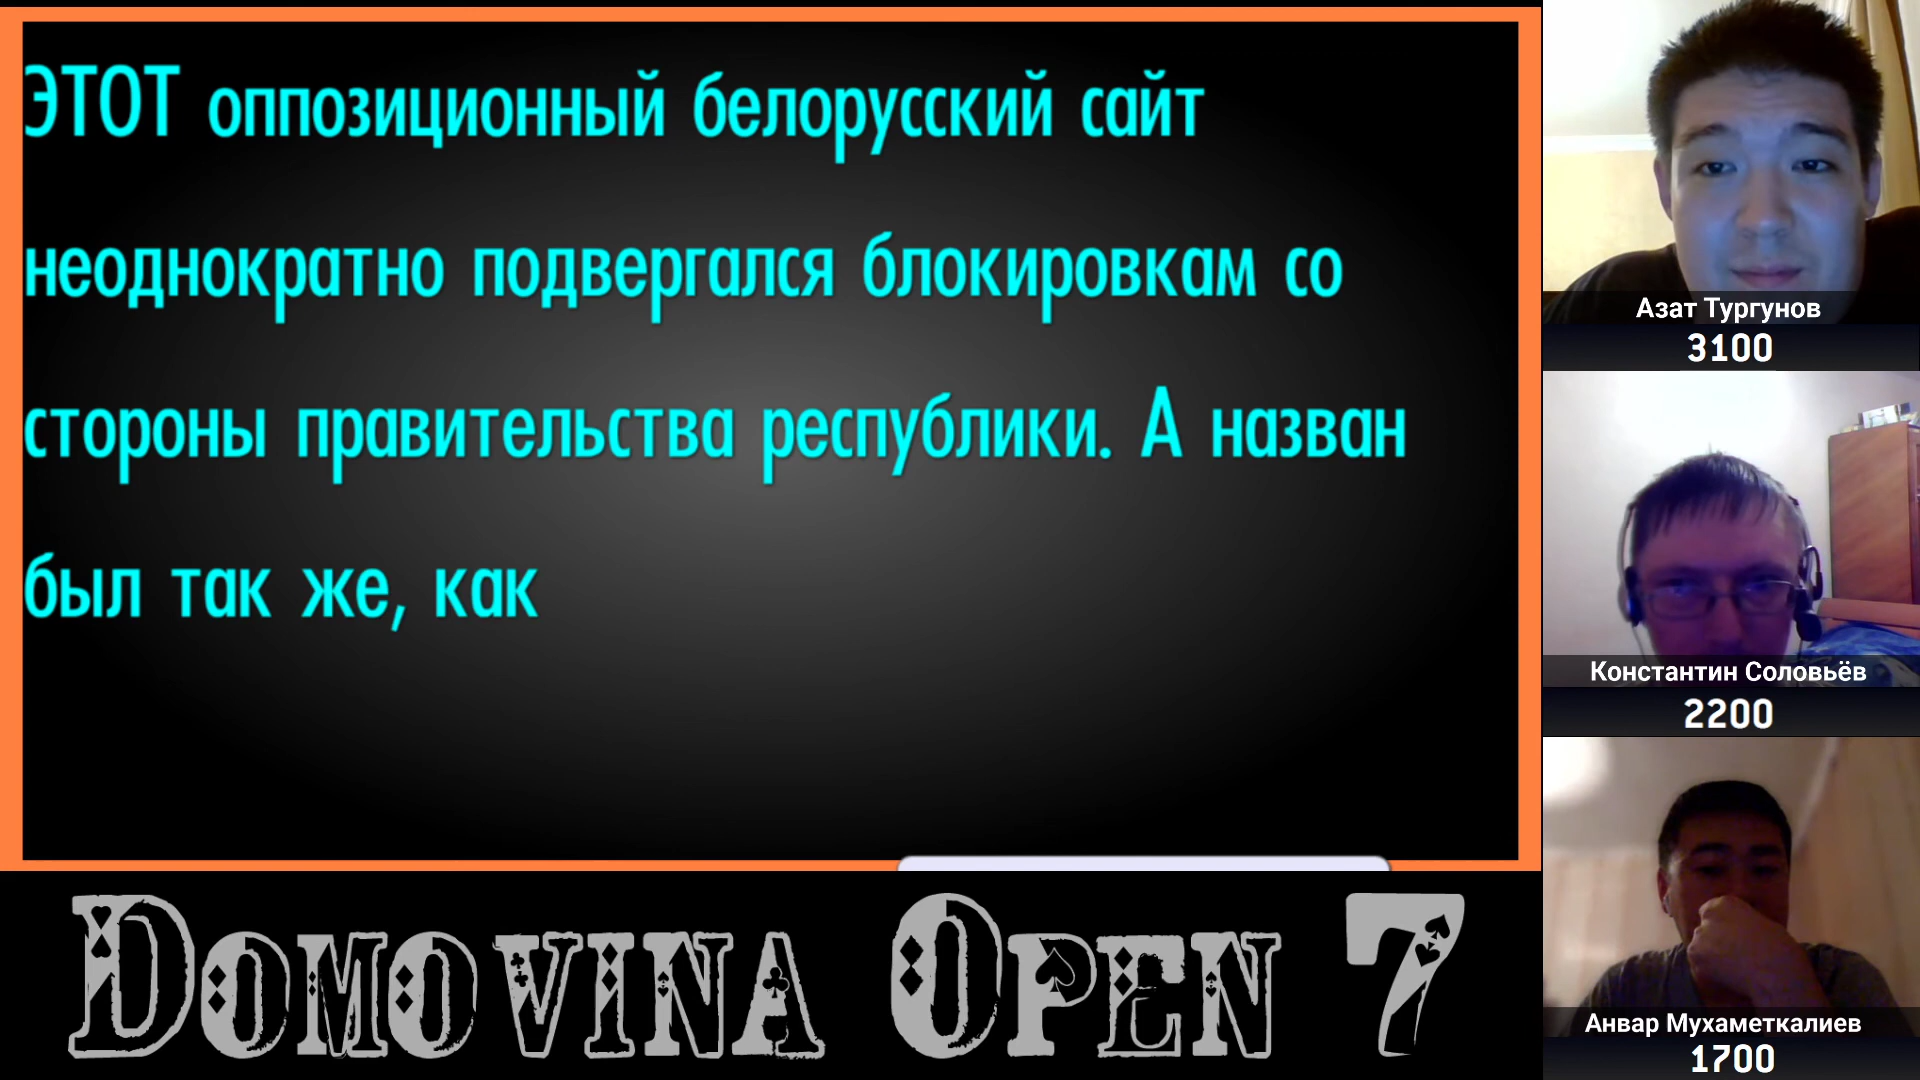 ЭТОТ оппозиционный белорусский сайт
неоднократно подвергался блокировкам со
стороны правительства республики. А назван
был так же, как
Азат Тургунов
3100
Константин Соловьёв
2200
Анвар Мухаметкалиев
1700
Domovina Open 7